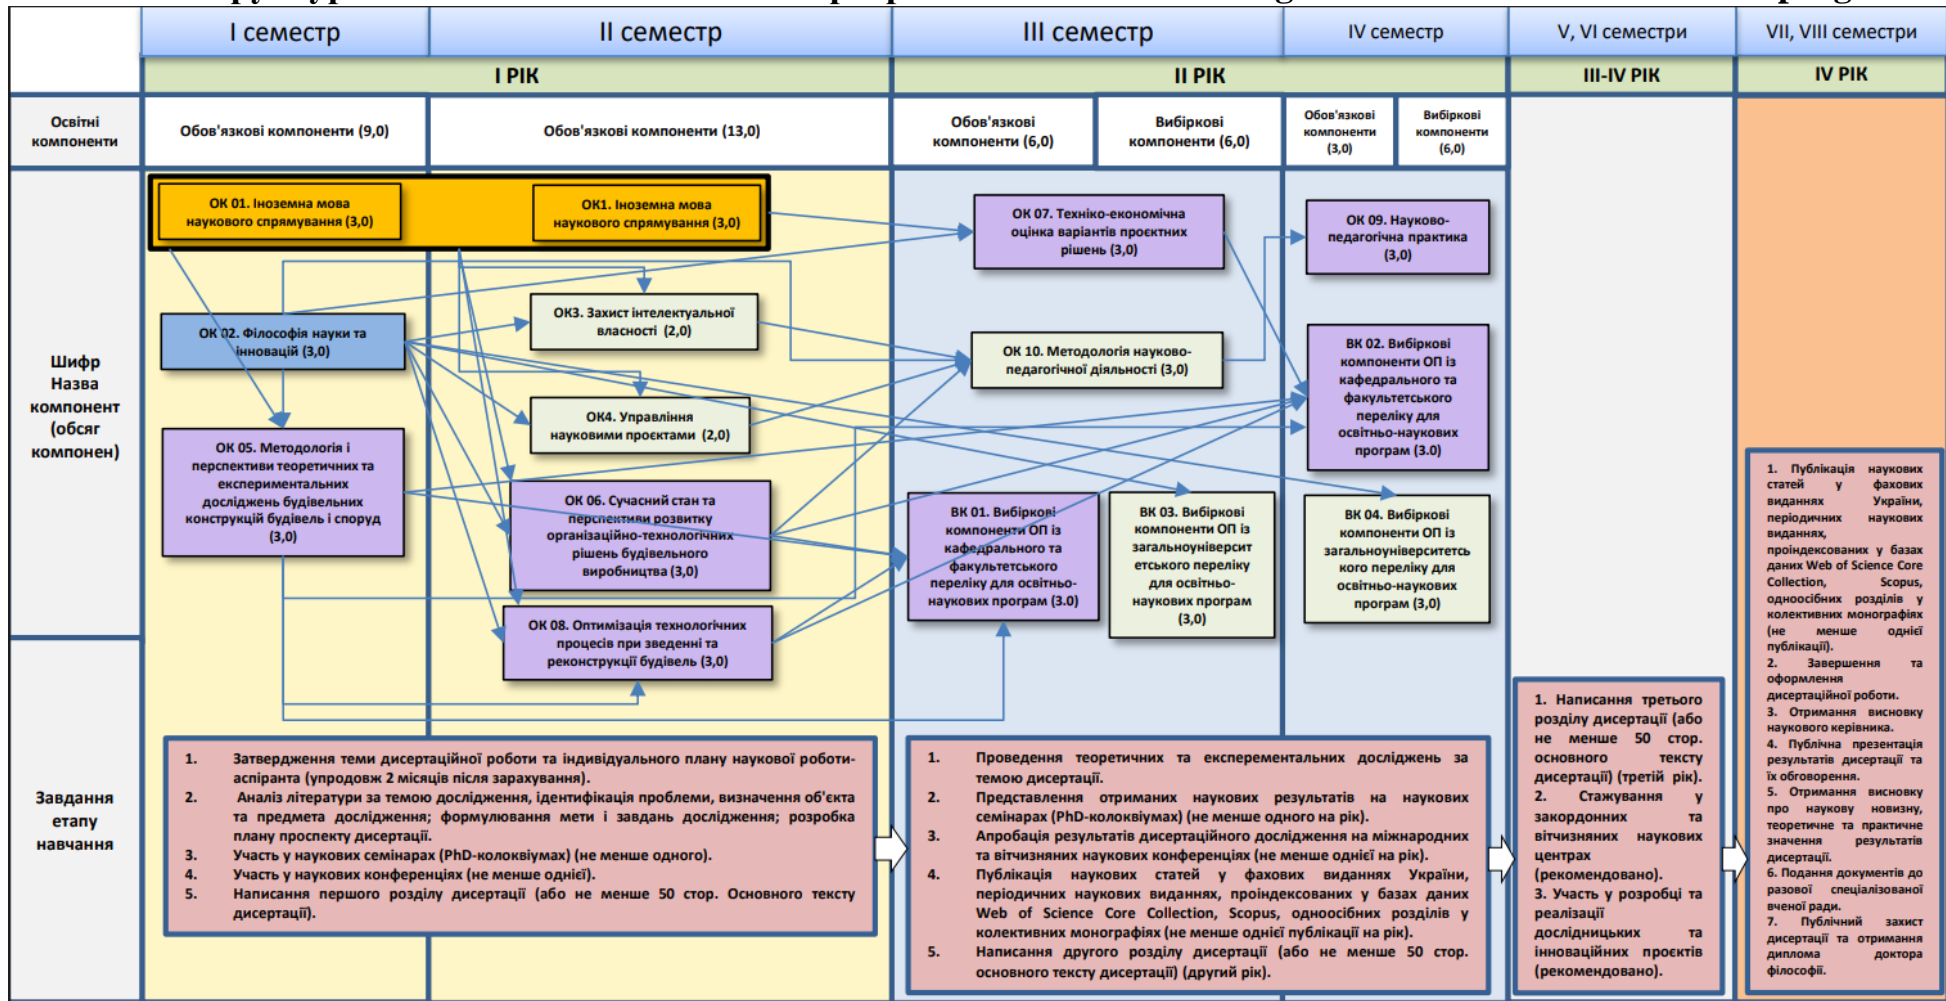 I семестр
II семестр
III семестр
IV семестр
V, VI семестри
VII, VIII семестри
I РІК
II РІК
III-IV РІК
IV РІК
Освітні
компоненти
Обов'язкові компоненти (9,0)
Обов'язкові компоненти (13,0)
Обов'язкові
компоненти (6,0)
Вибіркові
компоненти (6,0)
Обов'язкові
компоненти
(3,0)
Вибіркові
компоненти
(6,0)
Шифр
Назва
компонент
(обсяг
компонен)
ОК 01. Іноземна мова
наукового спрямування (3,0)
ОК1. Іноземна мова
наукового спрямування (3,0)
ОК 02. Філософія науки та
інновацій (3,0)
ОК 05. Методологія і
перспективи теоретичних та
експериментальних
досліджень будівельних
конструкцій будівель і споруд
(3,0)
ОК3. Захист інтелектуальної
власності (2,0)
ОК4. Управління
науковими проєктами (2,0)
ОК 06. Сучасний стан та
перспективи розвитку
організаційно-технологічних
рішень будівельного
виробництва (3,0)
ОК 08. Оптимізація технологічних
процесів при зведенні та
реконструкції будівель (3,0)
ОК 07. Техніко-економічна
оцінка варіантів проєктних
рішень (3,0)
ОК 10. Методологія науково-
педагогічної діяльності (3,0)
ВК 01. Вибіркові
компоненти ОП із
кафедрального та
факультетського
переліку для освітньо-
наукових програм (3.0)
ВК 03. Вибіркові
компоненти ОП із
загальноуніверсит
етського переліку
для освітньо-
наукових програм
(3,0)
ОК 09. Науково-
педагогічна практика
(3,0)
ВК 02. Вибіркові
компоненти ОП із
кафедрального та
факультетського
переліку для
освітньо-наукових
програм (3.0)
ВК 04. Вибіркові
компоненти ОП із
загальноуніверситетсь
кого переліку для
освітньо-наукових
програм (3,0)
Завдання
етапу
навчання
1. Затвердження теми дисертаційної роботи та індивідуального плану наукової роботи-
аспіранта (упродовж 2 місяців після зарахування).
2. Аналіз літератури за темою дослідження, ідентифікація проблеми, визначення об'єкта
та предмета дослідження; формулювання мети і завдань дослідження; розробка
плану проспекту дисертації.
3. Участь у наукових семінарах (PhD-колоквіумах) (не менше одного).
4. Участь у наукових конференціях (не менше однієї).
5. Написання першого розділу дисертації (або не менше 50 стор. Основного тексту
дисертації).
1. Проведення теоретичних та експерементальних досліджень за
темою дисертації.
2. Представлення отриманих наукових результатів на наукових
семінарах (PhD-колоквіумах) (не менше одного на рік).
3. Апробація результатів дисертаційного дослідження на міжнародних
та вітчизняних наукових конференціях (не менше однієї на рік).
4. Публікація наукових статей у фахових виданнях України,
періодичних наукових виданнях, проіндексованих у базах даних
Web of Science Core Collection, Scopus, одноосібних розділів у
колективних монографіях (не менше однієї публікації на рік).
5. Написання другого розділу дисертації (або не менше 50 стор.
основного тексту дисертації) (другий рік).
1. Написання третього
розділу дисертації (або
не менше 50 стор.
основного тексту
дисертації) (третій рік).
2. Стажування у
закордонних та
вітчизняних наукових
центрах
(рекомендовано).
3. Участь у розробці та
реалізації
дослідницьких та
інноваційних проєктів
(рекомендовано).
1. Публікація наукових
статей у фахових
виданнях України,
періодичних наукових
виданнях,
проіндексованих у базах
даних Web of Science Core
Collection, Scopus,
одноосібних розділів у
колективних монографіях
(не менше однієї
публікації).
2. Завершення та
оформлення
дисертаційної роботи.
3. Отримання висновку
наукового керівника.
4. Публічна презентація
результатів дисертації та
їх обговорення.
5. Отримання висновку
про наукову новизну,
теоретичне та практичне
значення результатів
дисертації.
6. Подання документів до
разової спеціалізованої
вченої ради.
7. Публічний захист
дисертації та отримання
диплома доктора
філософії.